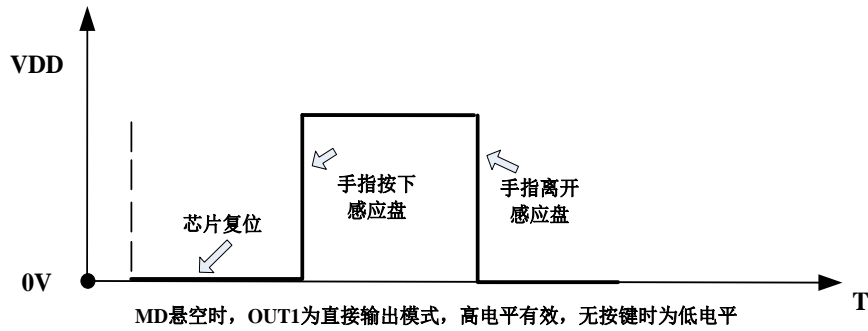 VDD
手指按下
感应盘
手指离开
感应盘
芯片复位
0V
T
MD悬空时，OUT1为直接输出模式，高电平有效，无按键时为低电平